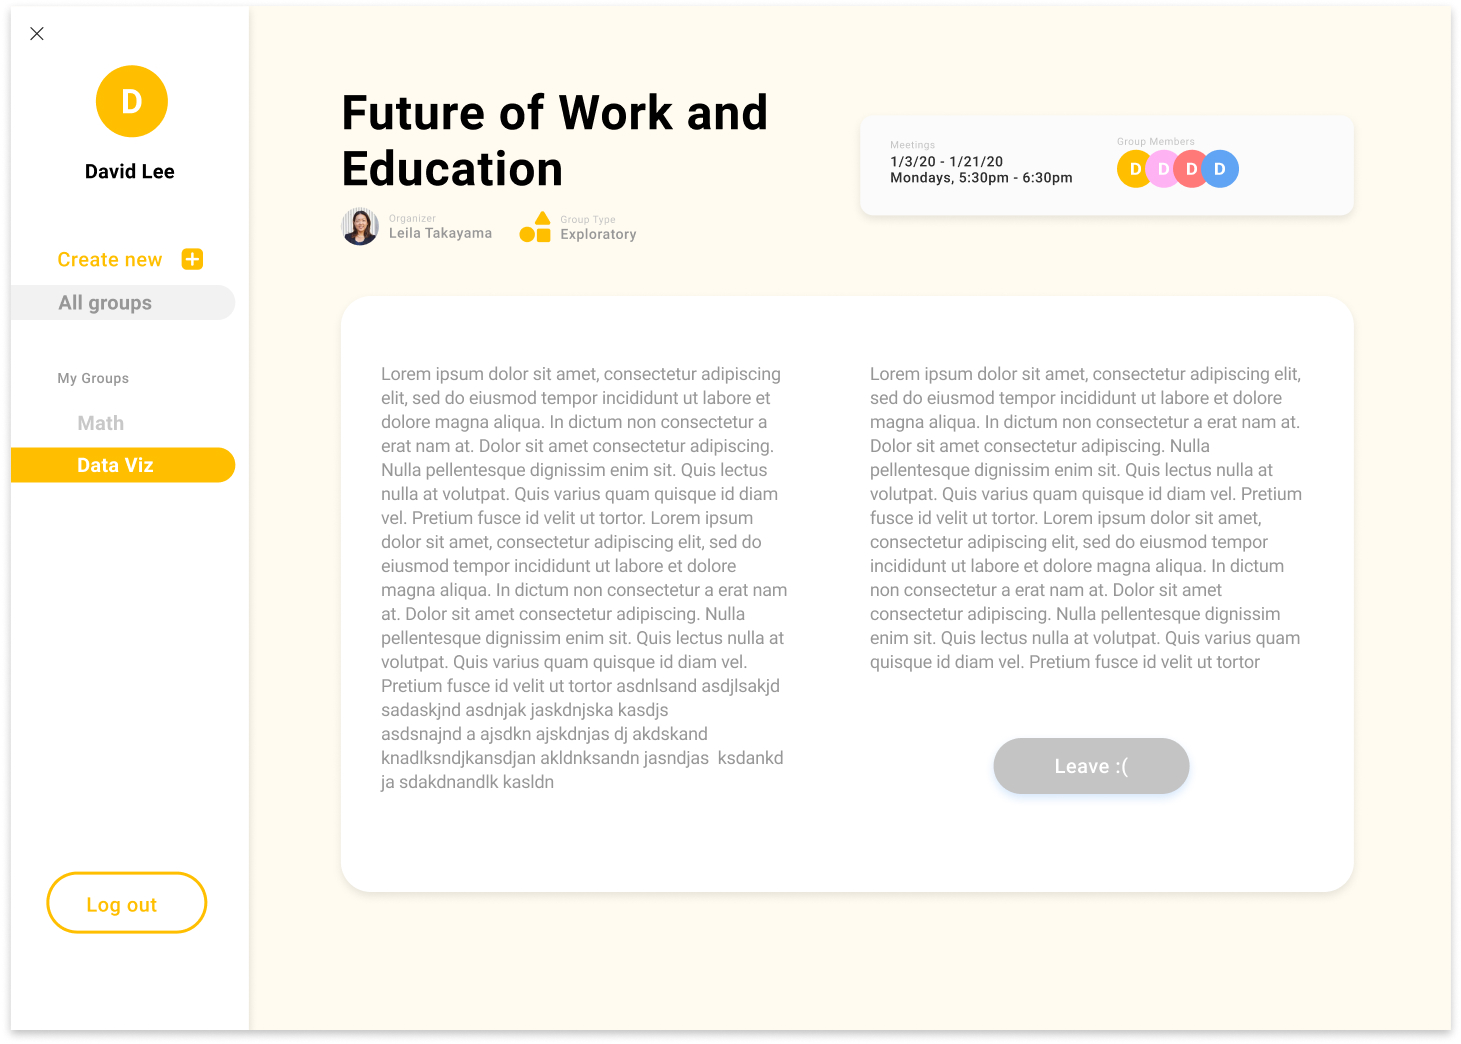 D
David Lee
Create new
All groups
My Groups
Math
Data Viz
Log out
Future of Work and
Education
Organizer
Leila Takayama
Group Type
Exploratory
Meetings
1/3/20 - 1/21/20
Mondays, 5:30pm - 6:30pm
Group Members
D D D D
Lorem ipsum dolor sit amet, consectetur adipiscing
elit, sed do eiusmod tempor incididunt ut labore et
dolore magna aliqua. In dictum non consectetur a
erat nam at. Dolor sit amet consectetur adipiscing.
Nulla pellentesque dignissim enim sit. Quis lectus
nulla at volutpat. Quis varius quam quisque id diam
vel. Pretium fusce id velit ut tortor. Lorem ipsum
dolor sit amet, consectetur adipiscing elit, sed do
eiusmod tempor incididunt ut labore et dolore
magna aliqua. In dictum non consectetur a erat nam
at. Dolor sit amet consectetur adipiscing. Nulla
pellentesque dignissim enim sit. Quis lectus nulla at
volutpat. Quis varius quam quisque id diam vel.
Pretium fusce id velit ut tortor asdnlsand asdjlsakjd
sadaskjnd asdnjak jaskdnjska kasdjs
asdsnajnd a ajsdkn ajskdnjas dj akdskand
knadlksndjkansdjan akldnksandn jasndjas  ksdankd
ja sdakdnandlk kasldn
Lorem ipsum dolor sit amet, consectetur adipiscing elit,
sed do eiusmod tempor incididunt ut labore et dolore
magna aliqua. In dictum non consectetur a erat nam at.
Dolor sit amet consectetur adipiscing. Nulla
pellentesque dignissim enim sit. Quis lectus nulla at
volutpat. Quis varius quam quisque id diam vel. Pretium
fusce id velit ut tortor. Lorem ipsum dolor sit amet,
consectetur adipiscing elit, sed do eiusmod tempor
incididunt ut labore et dolore magna aliqua. In dictum
non consectetur a erat nam at. Dolor sit amet
consectetur adipiscing. Nulla pellentesque dignissim
enim sit. Quis lectus nulla at volutpat. Quis varius quam
quisque id diam vel. Pretium fusce id velit ut tortor
Leave :(